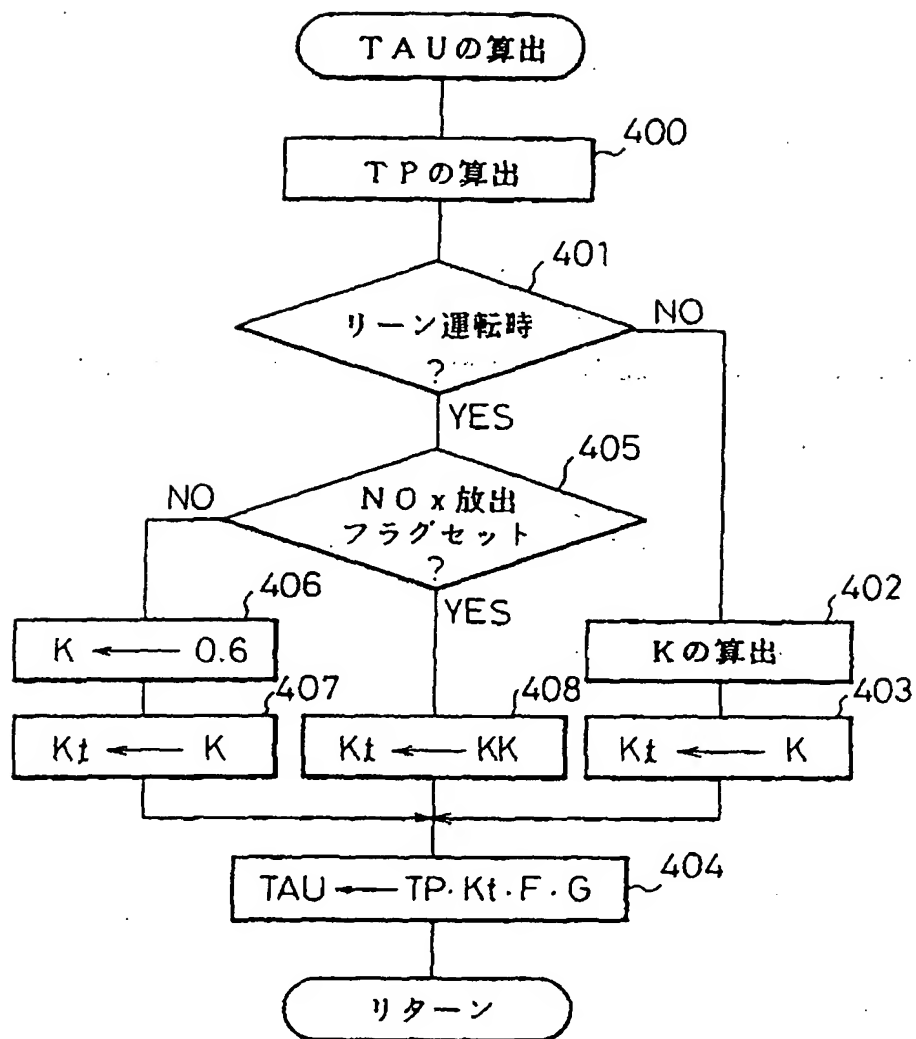 TAUの算出
400
TPの算出
401
リーン運転時
?
NO
YES
405
NOx放出
フラグセット
?
NO
YES
406
K ← 0.6
402
Kの算出
407
Kt ← K
408
Kt ← KK
403
Kt ← K
404
TAU ← TP・Kt・F・G
リターン